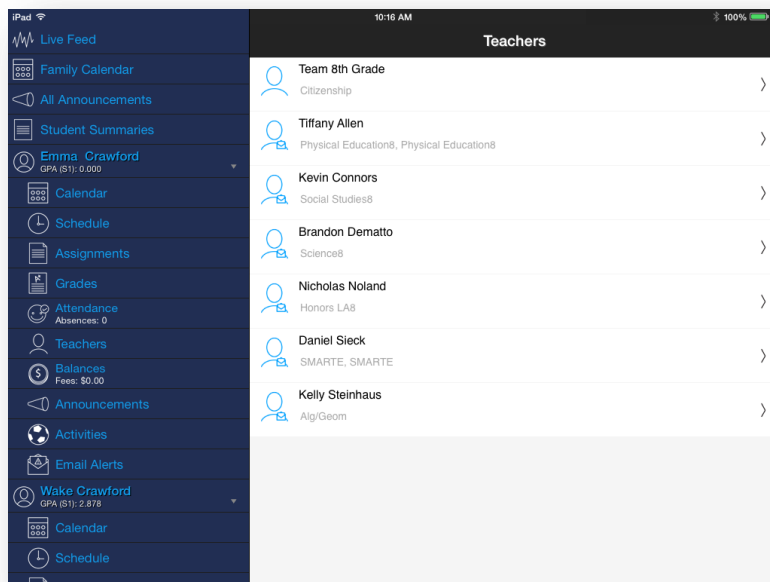 iPad
10:16 AM
100%
Live Feed
Family Calendar
All Announcements
Student Summaries
Emma Crawford
GPA (S1): 0.000
Calendar
Schedule
Assignments
Grades
Attendance
Absences: 0
Teachers
Balances
Fees: $0.00
Announcements
Activities
Email Alerts
Wake Crawford
GPA (S1): 2.878
Calendar
Schedule
Teachers
Team 8th Grade
Citizenship
Tiffany Allen
Physical Education8, Physical Education8
Kevin Connors
Social Studies8
Brandon Dematto
Science8
Nicholas Noland
Honors LA8
Daniel Sieck
SMARTE, SMARTE
Kelly Steinhaus
Alg/Geom